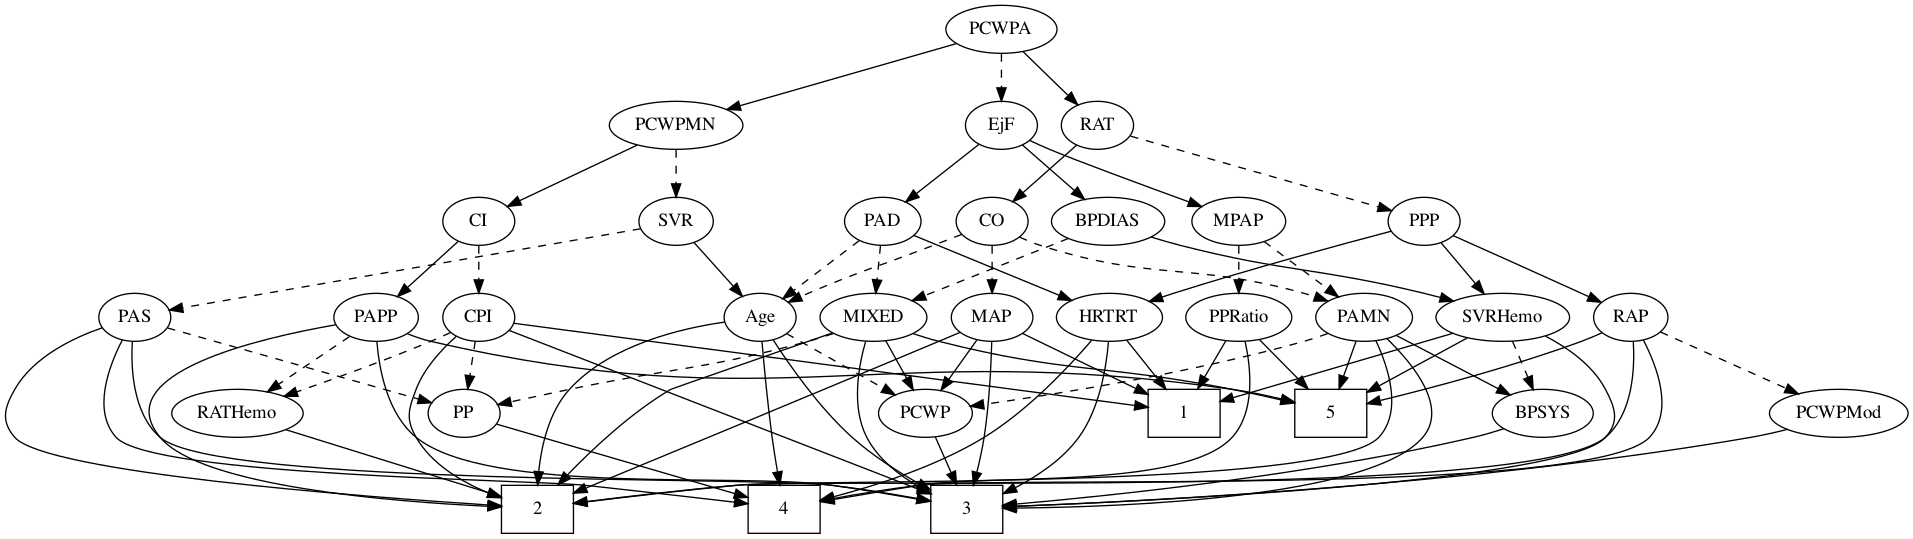 PCWPA
PCWPMN
EjF
RAT
CI
SVR
PAD
CO
BPDIAS
MPAP
PPP
PAS
PAPP
CPI
Age
MIXED
MAP
HRTRT
PPRatio
PAMN
SVRHemo
RAP
RATHemo
PP
PCWP
1
5
BPSYS
PCWPMod
2
4
3